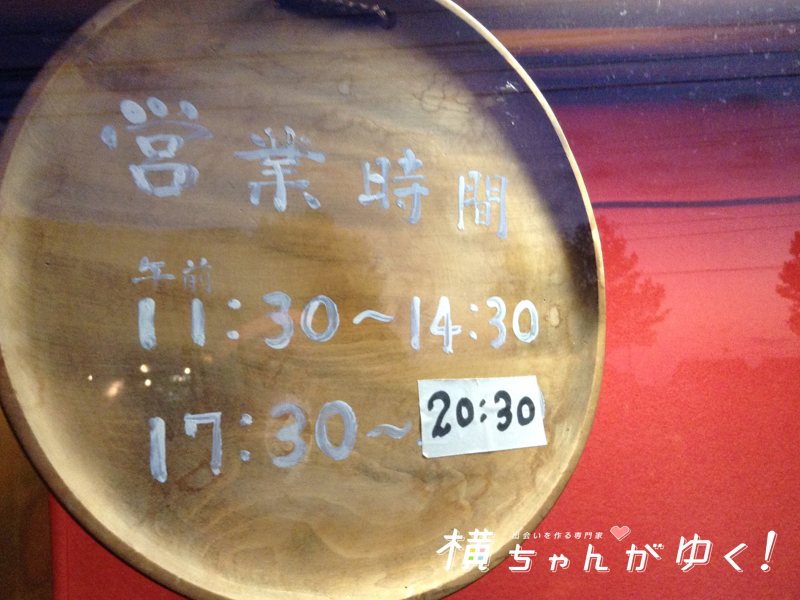 営業時間
午前
11:30～14:30
17:30～20:30
出会いを作る専門家
横ちゃんがゆく!